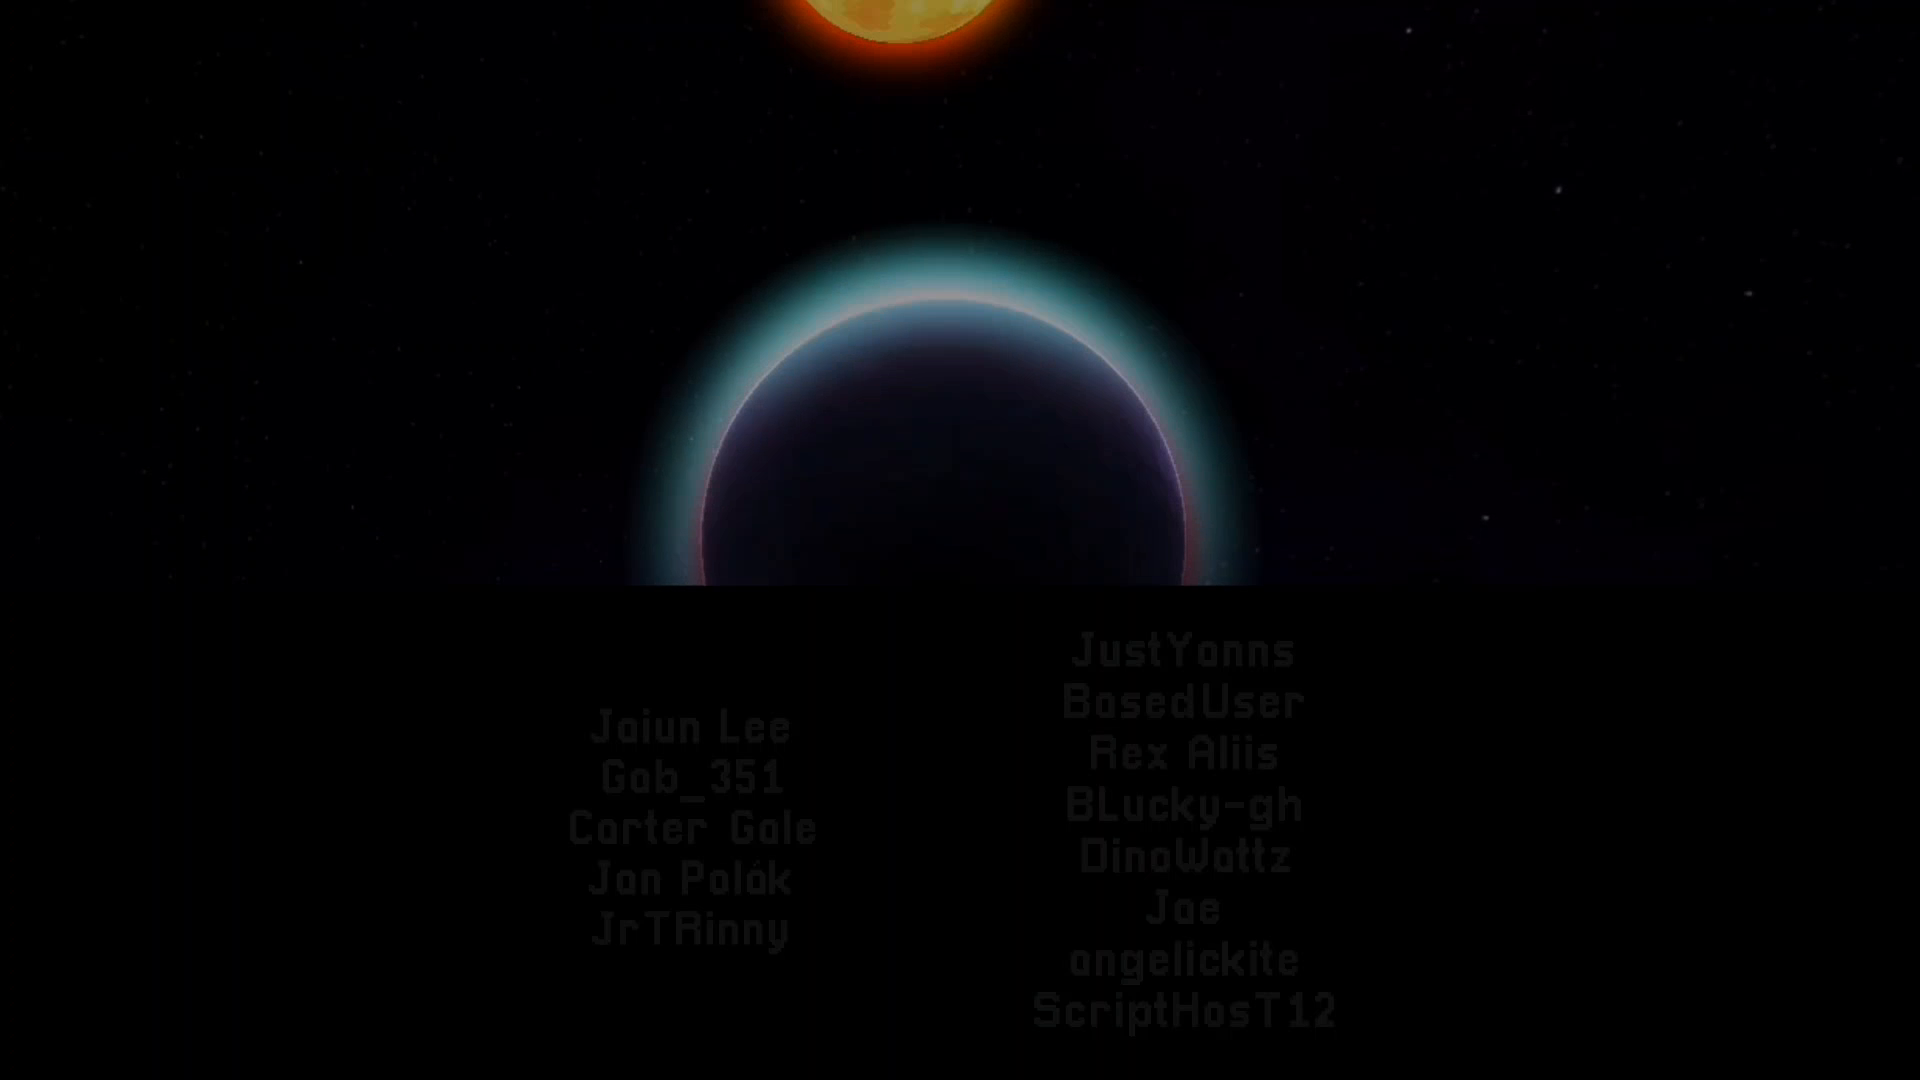 Jaiun Lee
Gab_351
Carter Gale
Jan Polák
JrTRinny
JustYanns
BasedUser
Rex Aliis
BLucky-gh
DinoWattz
Jae
angelickite
ScriptHosT12